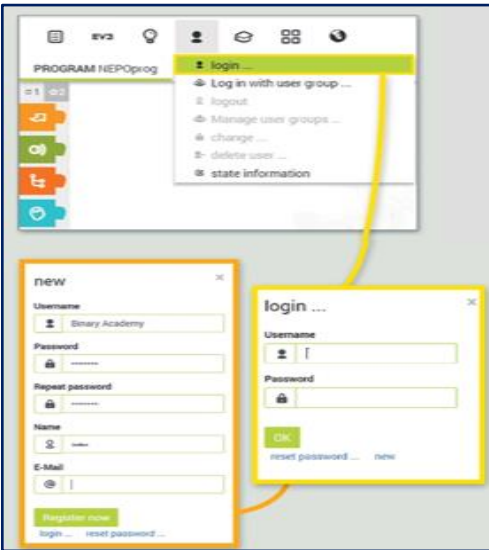 EV3
PROGRAM NEPOprog
login ...
Log in with user group ...
logout
Manage user groups ...
change ...
delete user ...
state information
1 2
new
×
Username
Binary Academy
Password
Repeat password
Name
E-Mail
@
Register now
login ... reset password ...
login ...
×
Username
Password
OK
reset password ... new